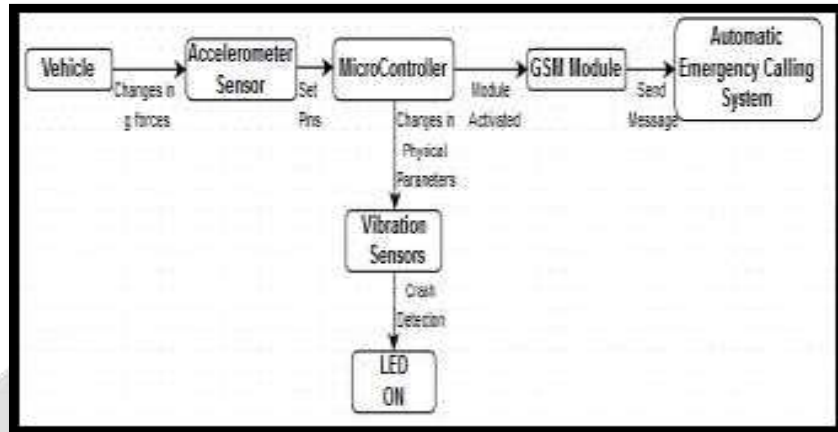 Vehicle
Changes in
g forces
Accelerometer
Sensor
Set
Pins
MicroController
Module
Activated
GSM Module
Send
Message
Automatic
Emergency Calling
System
Changes in
Physical
Parameters
Vibration
Sensors
Crash
Detection
LED
ON